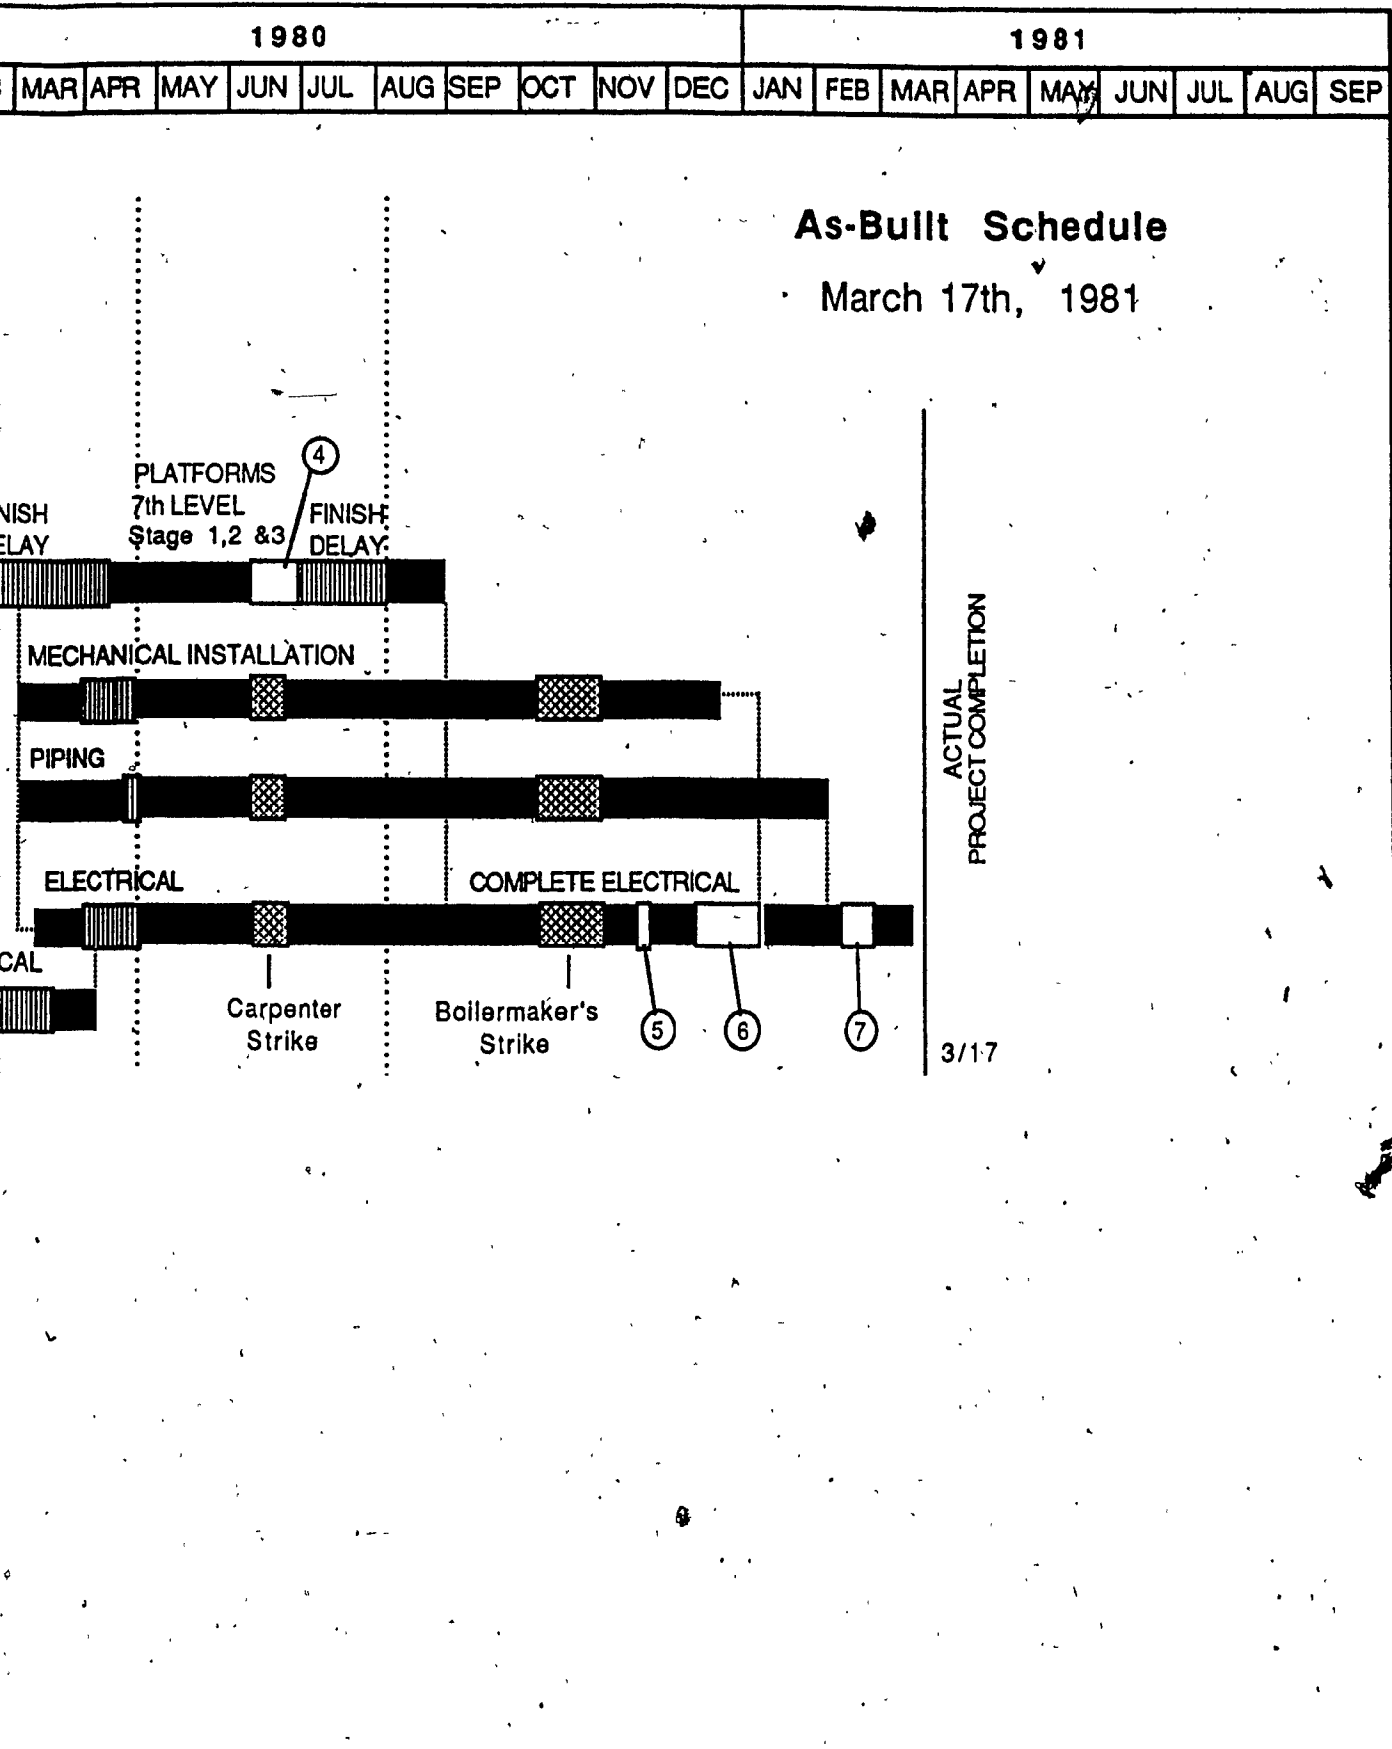 1980 1981
MAR APR MAY JUN JUL AUG SEP OCT NOV DEC JAN FEB MAR APR MAY JUN JUL AUG SEP
As-Built Schedule
March 17th, 1981
4
PLATFORMS
7th LEVEL
Stage 1,2 &3
NISH
ELAY
FINISH
DELAY
MECHANICAL INSTALLATION
PIPING
ACTUAL
PROJECT COMPLETION
ELECTRICAL
COMPLETE ELECTRICAL
CAL
Carpenter
Strike
Boilermaker's
Strike
5
6
7
3/17